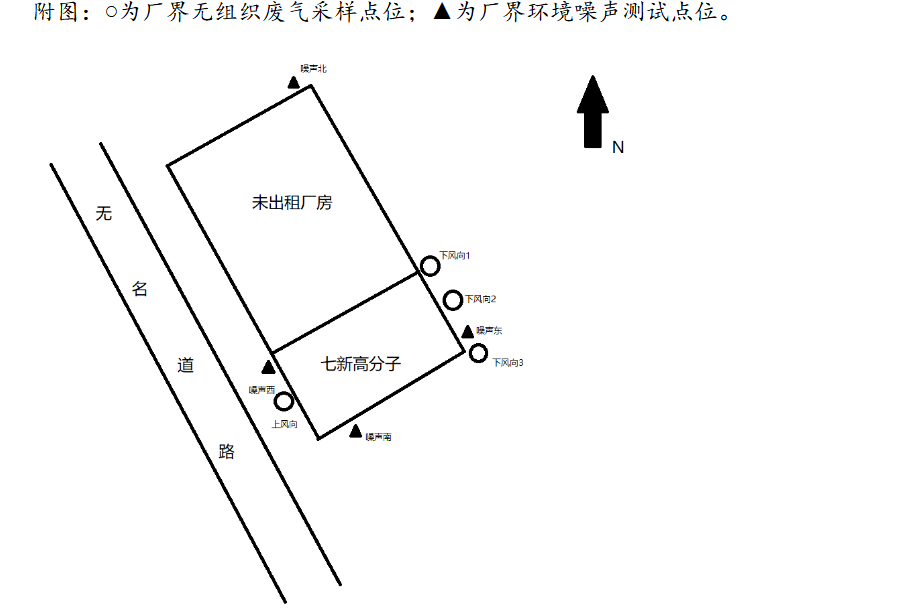 附图：○为厂界无组织废气采样点位；▲为厂界环境噪声测试点位。
噪声北
N
无
名
道
路
未出租厂房
下风向1
下风向2
噪声东
下风向3
七新高分子
噪声西
上风向
噪声南